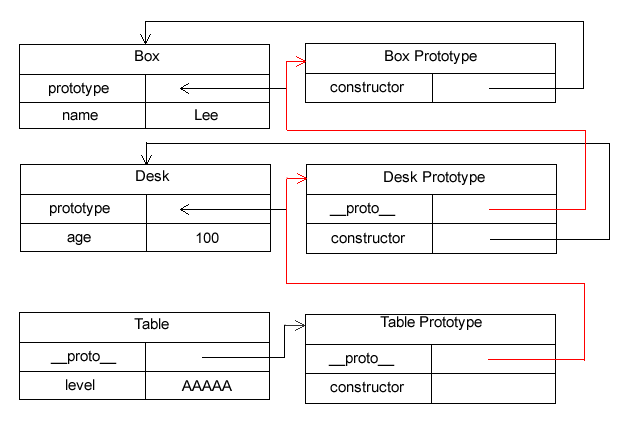 Box
prototype
name Lee
Box Prototype
constructor
Desk
prototype
age 100
Desk Prototype
__proto__
constructor
Table
__proto__
level AAAAA
Table Prototype
__proto__
constructor